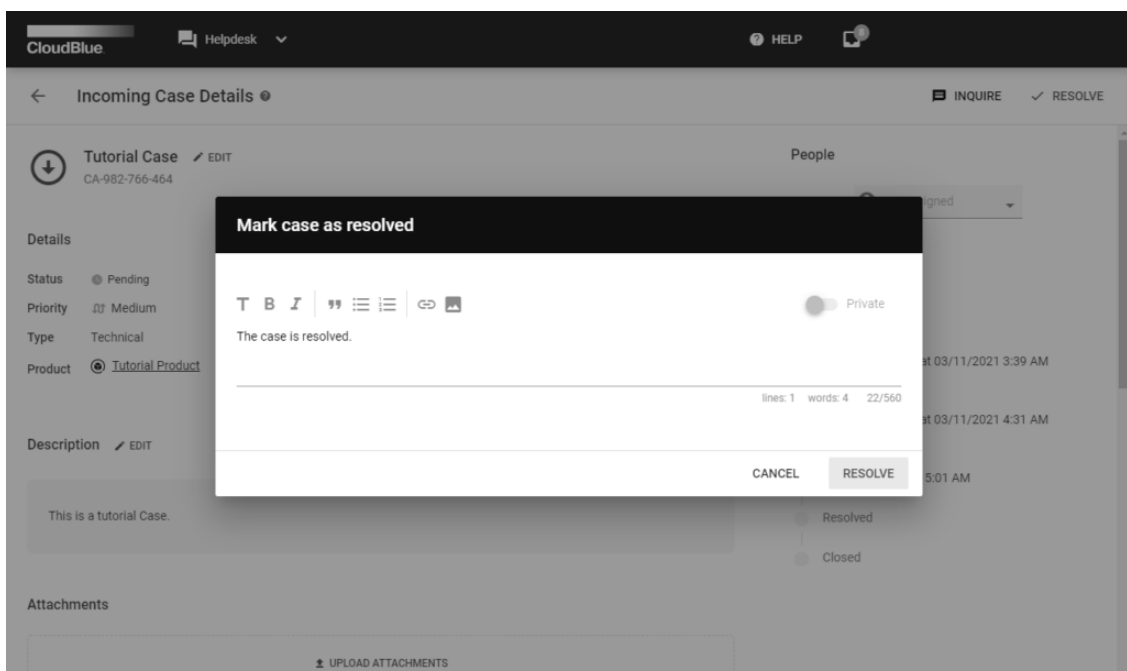 CloudBlue
Helpdesk
HELP
Incoming Case Details
INQUIRE
RESOLVE
Tutorial Case
EDIT
CA-982-766-464
People
igned
Mark case as resolved
Details
Status Pending
Priority Medium
Type Technical
Product Tutorial Product
T B I
Private
The case is resolved.
lines: 1 words: 4 22/560
CANCEL
RESOLVE
at 03/11/2021 3:39 AM
at 03/11/2021 4:31 AM
5:01 AM
Description
EDIT
This is a tutorial Case.
Resolved
Closed
Attachments
UPLOAD ATTACHMENTS